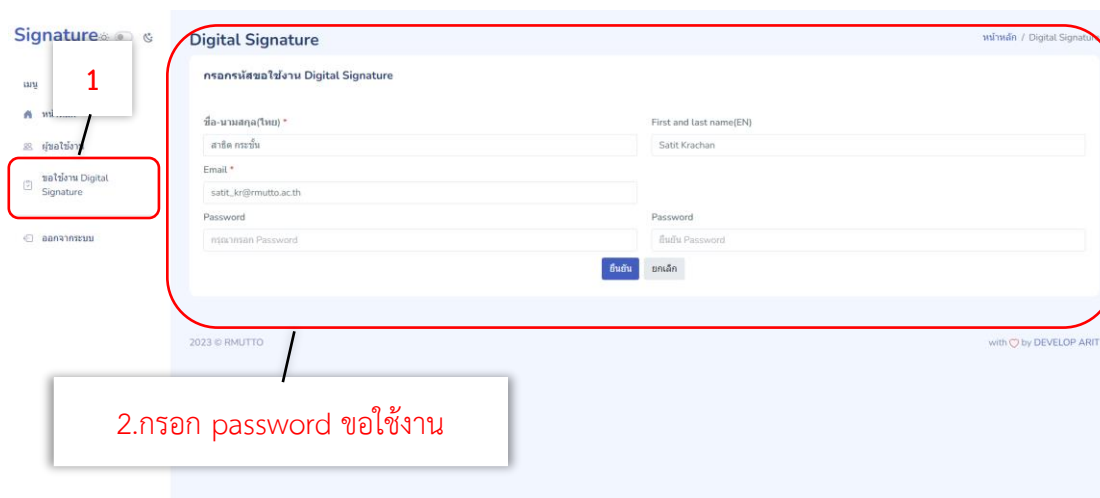 Signature
1
เมนู
ผู้ขอใช้งาน
ขอใช้งาน Digital
Signature
ออกจากระบบ
Digital Signature
หน้าหลัก / Digital Signature
กรอกรหัสขอใช้งาน Digital Signature
ชื่อ-นามสกุล(ไทย) *
First and last name(EN)
สาธิต กระชั้น
Satit Krachan
Email *
satit_kr@rmutto.ac.th
Password
Password
กรุณากรอก Password
ยืนยัน Password
ยืนยัน
ยกเลิก
2023 © RMUTTO
with by DEVELOP ARIT
2.กรอก password ขอใช้งาน